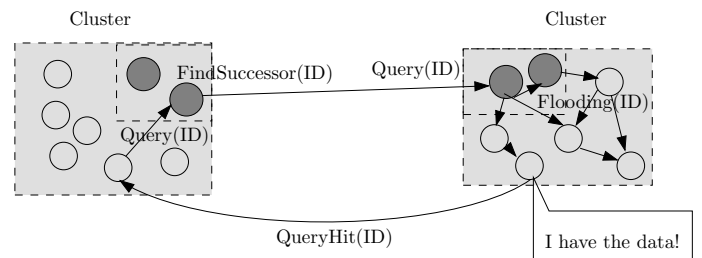 Cluster
Cluster
FindSuccessor(ID)
Query(ID)
Flooding(ID)
Query(ID)
QueryHit(ID)
I have the data!